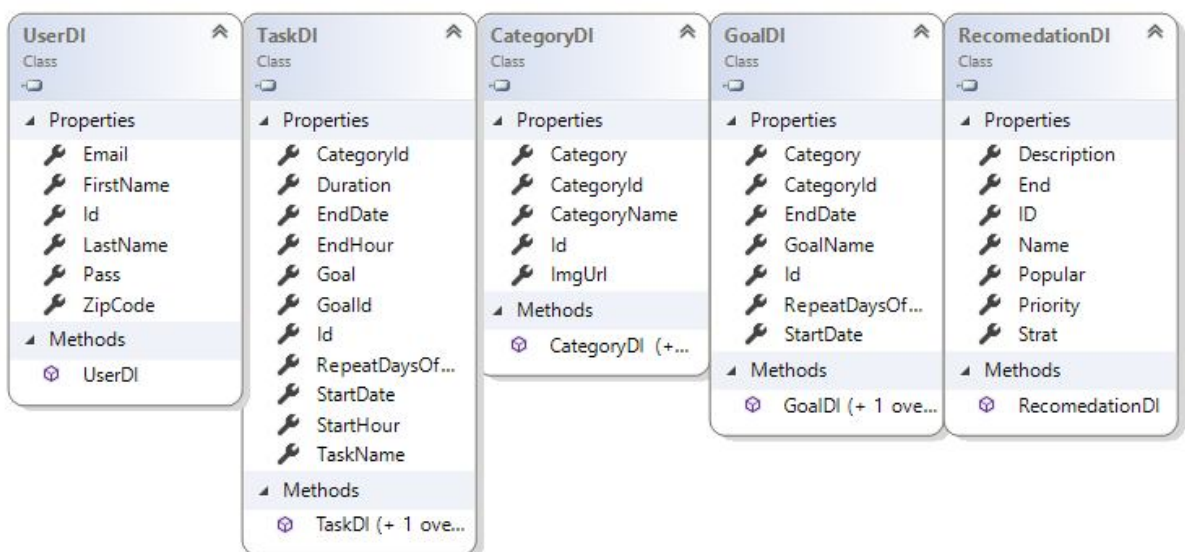 UserDI
Class
Properties
Email
FirstName
Id
LastName
Pass
ZipCode
Methods
UserDI
TaskDI
Class
Properties
CategoryId
Duration
EndDate
EndHour
Goal
GoalId
Id
RepeatDaysOf...
StartDate
StartHour
TaskName
Methods
TaskDI (+ 1 ove...
CategoryDI
Class
Properties
Category
CategoryId
CategoryName
Id
ImgUrl
Methods
CategoryDI (+...
GoalDI
Class
Properties
Category
CategoryId
EndDate
GoalName
Id
RepeatDaysOf...
StartDate
Methods
GoalDI (+ 1 ove...
RecomedationDI
Class
Properties
Description
End
ID
Name
Popular
Priority
Strat
Methods
RecomedationDI